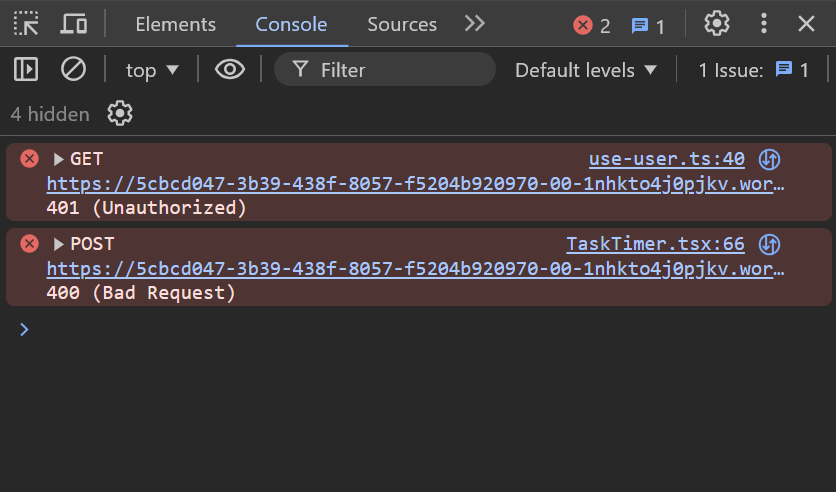 Elements Console Sources 2 1
top Filter Default levels 1 Issue: 1
4 hidden
GET use-user.ts:40
https://5cbcd047-3b39-438f-8057-f5204b920970-00-1nhkto4j0pjkv.wor…
401 (Unauthorized)
POST TaskTimer.tsx:66
https://5cbcd047-3b39-438f-8057-f5204b920970-00-1nhkto4j0pjkv.wor…
400 (Bad Request)